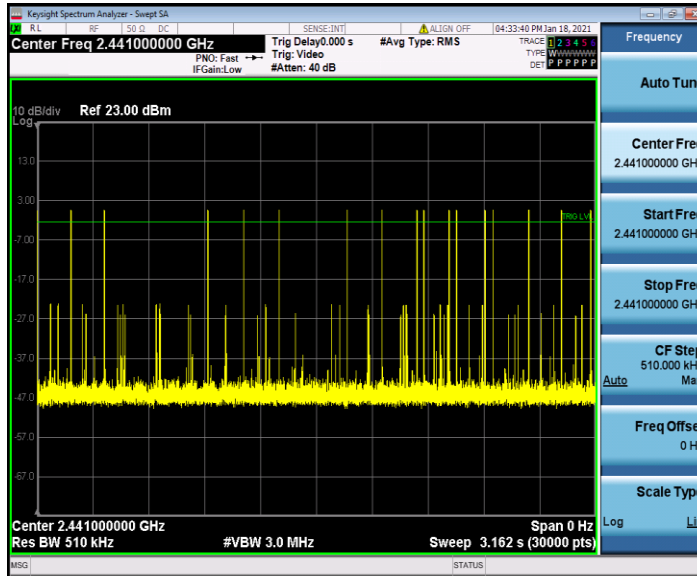 Keysight Spectrum Analyzer - Swept SA
RL RF 50 Ω DC SENSE:INT ALIGN OFF 04:33:40 PM Jan 18, 2021
Center Freq 2.441000000 GHz
PNO: Fast
IFGain:Low
Trig Delay0.000 s
Trig: Video
#Atten: 40 dB
#Avg Type: RMS
TRACE 1 2 3 4 5 6
TYPE WWWWWW
DET P P P P P P
10 dB/div Ref 23.00 dBm
Log
13.0
3.00
TRIG LVL
-7.00
-17.0
-27.0
-37.0
-47.0
-57.0
-67.0
Center 2.441000000 GHz Span 0 Hz
Res BW 510 kHz #VBW 3.0 MHz Sweep 3.162 s (30000 pts)
MSG STATUS
Frequency
Auto Tun
Center Fre
2.441000000 GH
Start Fre
2.441000000 GH
Stop Fre
2.441000000 GH
CF Step
510.000 kH
Auto Ma
Freq Offse
0 H
Scale Type
Log Li